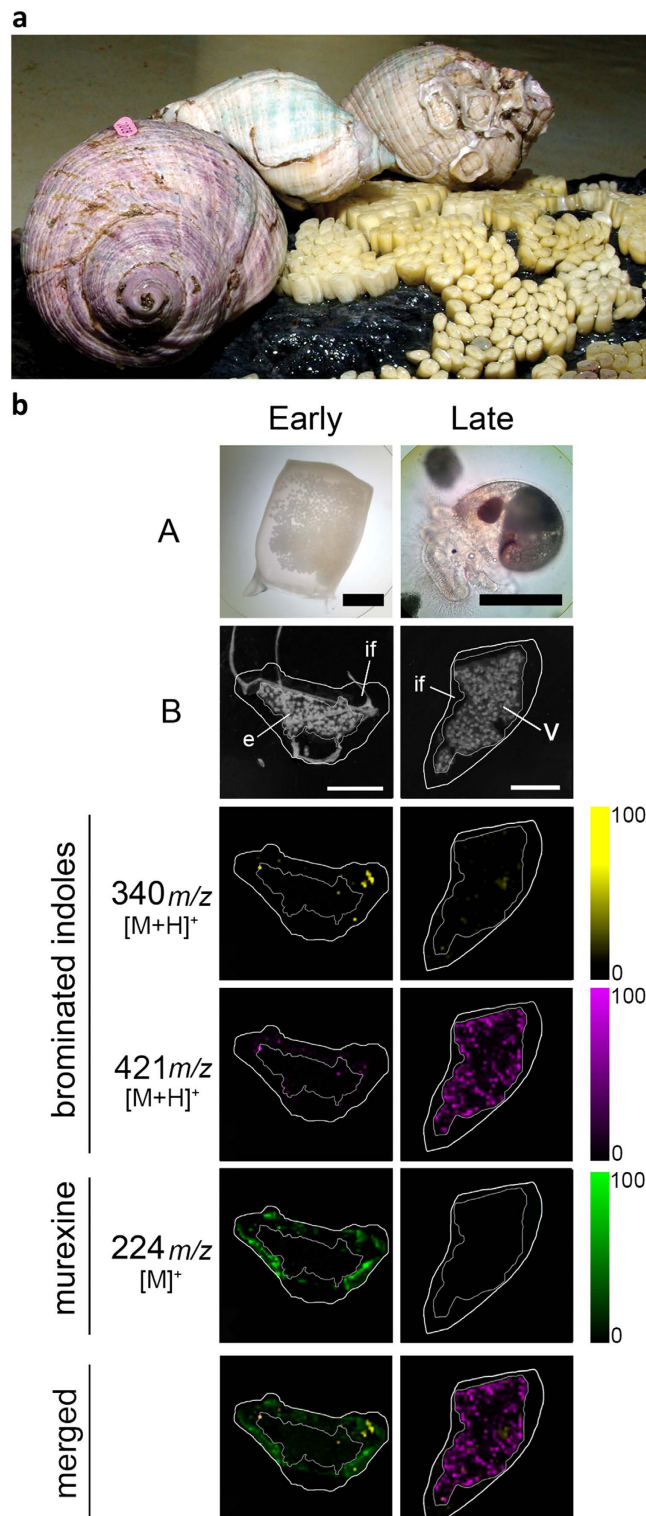 a
b
Early Late
A
B
if
e
if
v
brominated indoles
340 m/z
[M+H]⁺
100
0
421 m/z
[M+H]⁺
100
0
murexine
224 m/z
[M]⁺
100
0
merged